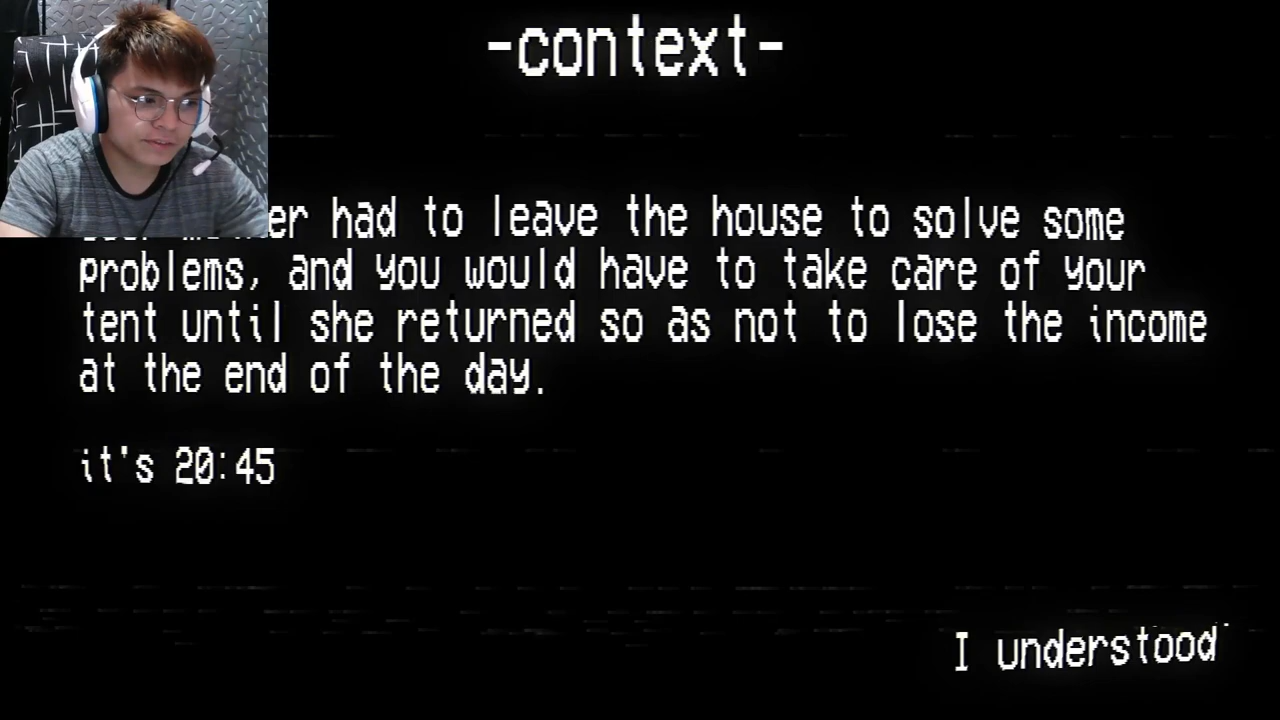 -context-
had to leave the house to solve some
problems, and you would have to take care of your
tent until she returned so as not to lose the income
at the end of the day.
it's 20:45
I understood